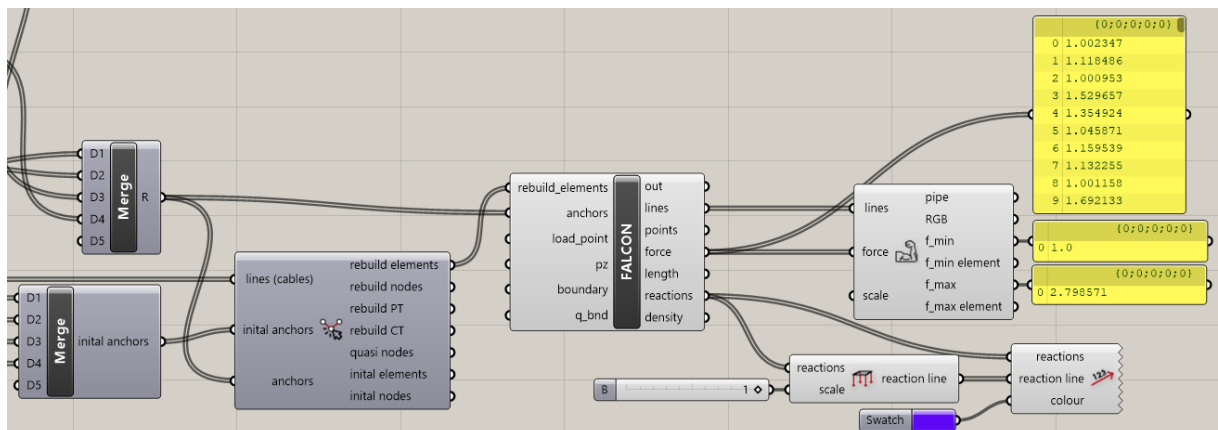 {0;0;0;0;0}
0 1.002347
1 1.118486
2 1.000953
3 1.529657
4 1.354924
5 1.045871
6 1.159539
7 1.132255
8 1.001158
9 1.692133
D1
D2
D3
D4
D5
Merge
R
rebuild_elements
anchors
load_point
pz
boundary
q_bnd
FALCON
out
lines
points
force
length
reactions
density
lines
force
scale
pipe
RGB
f_min
f_min element
f_max
f_max element
{0;0;0;0;0}
0 1.0
{0;0;0;0;0}
0 2.798571
lines (cables)
inital anchors
anchors
rebuild elements
rebuild nodes
rebuild PT
rebuild CT
quasi nodes
inital elements
inital nodes
D1
D2
D3
D4
D5
Merge
inital anchors
B
1
reactions
scale
reaction line
reactions
reaction line
colour
123
Swatch